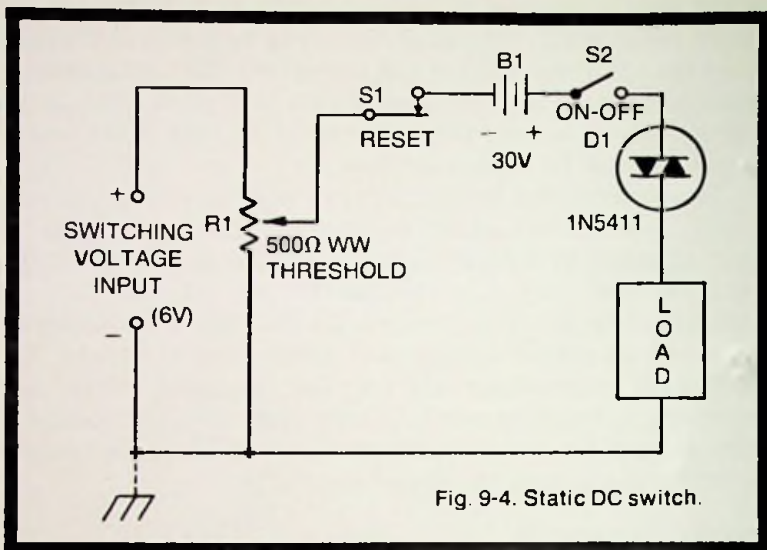 S2
B1
S1
ON-OFF
RESET
− +
D1
30V
+
R1
1N5411
SWITCHING
VOLTAGE
INPUT
500Ω WW
THRESHOLD
− (6V)
L
O
A
D
Fig. 9-4. Static DC switch.